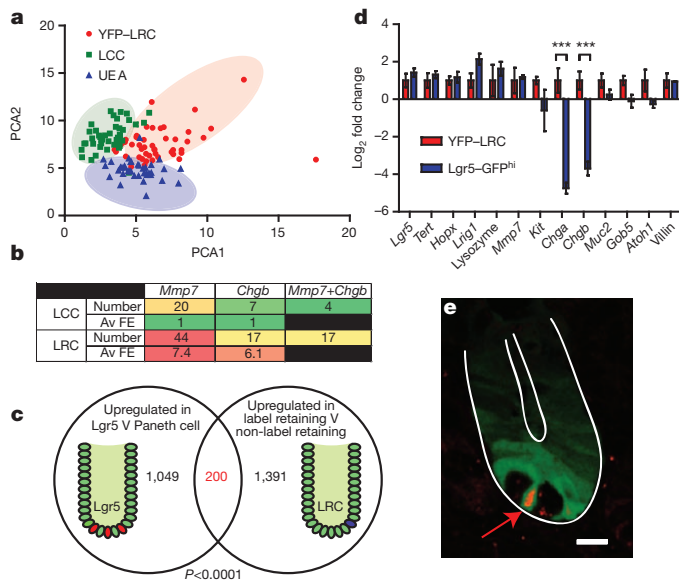 a
YFP–LRC
LCC
UEA
PCA2
20
15
10
5
0
0 5 10 15 20
PCA1
b
Mmp7 Chgb Mmp7+Chgb
LCC Number 20 7 4
Av FE 1 1
LRC Number 44 17 17
Av FE 7.4 6.1
c
Upregulated in
Lgr5 V Paneth cell
Upregulated in
label retaining V
non-label retaining
1,049 200 1,391
Lgr5 LRC
P<0.0001
d
*** ***
Log2 fold change
6
4
2
0
−2
−4
−6
YFP–LRC
Lgr5–GFPhi
Lgr5
Tert
Hopx
Lrig1
Lysozyme
Mmp7
Kit
Chga
Chgb
Muc2
Gob5
Atoh1
Villin
e